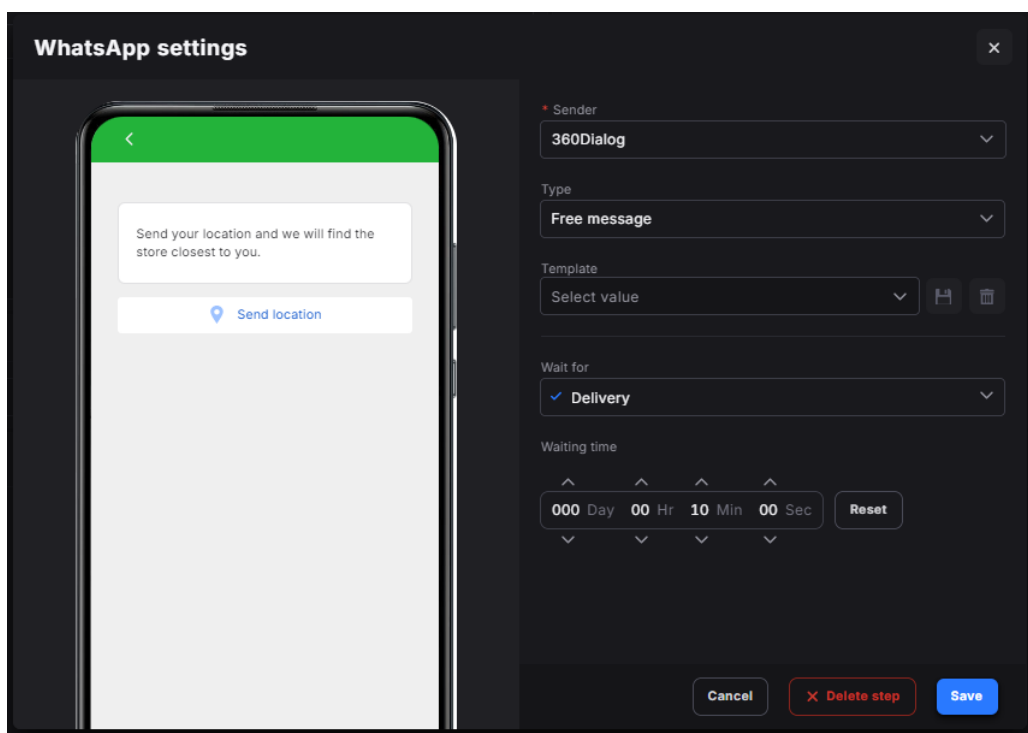 WhatsApp settings
Send your location and we will find the
store closest to you.
Send location
* Sender
360Dialog
Type
Free message
Template
Select value
Wait for
Delivery
Waiting time
000 Day 00 Hr 10 Min 00 Sec
Reset
Cancel
Delete step
Save